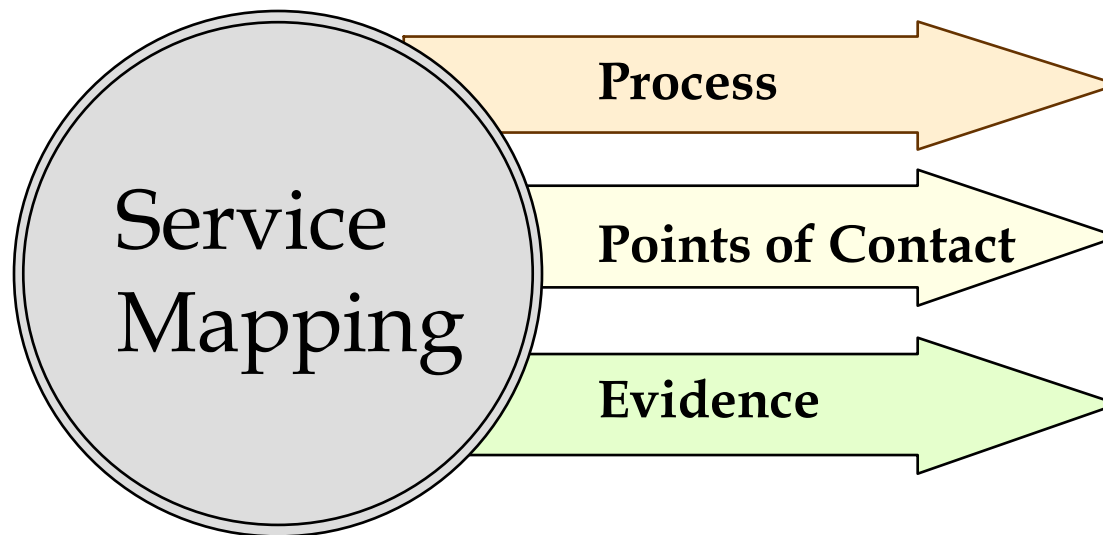 Service
Mapping
Process
Points of Contact
Evidence